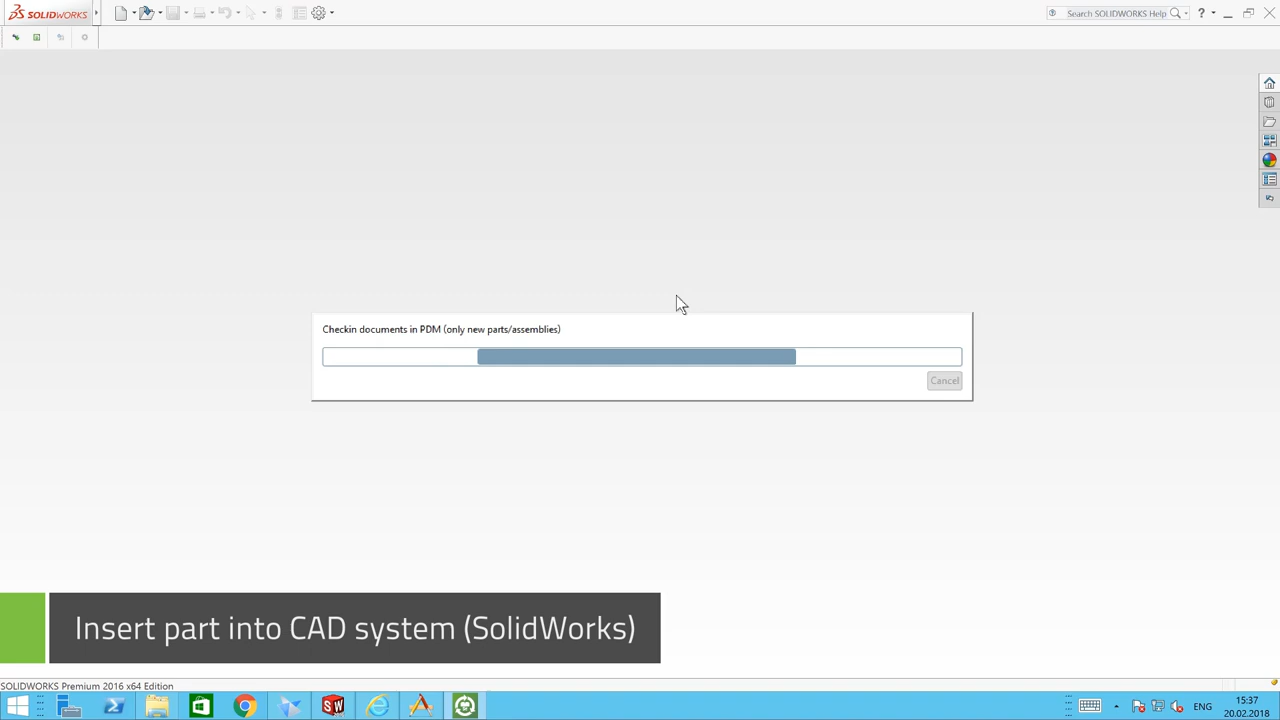 SOLIDWORKS
Search SOLIDWORKS Help
?
Checkin documents in PDM (only new parts/assemblies)
Cancel
Insert part into CAD system (SolidWorks)
SOLIDWORKS Premium 2016 x64 Edition
SW
ENG
15:37
20.02.2018